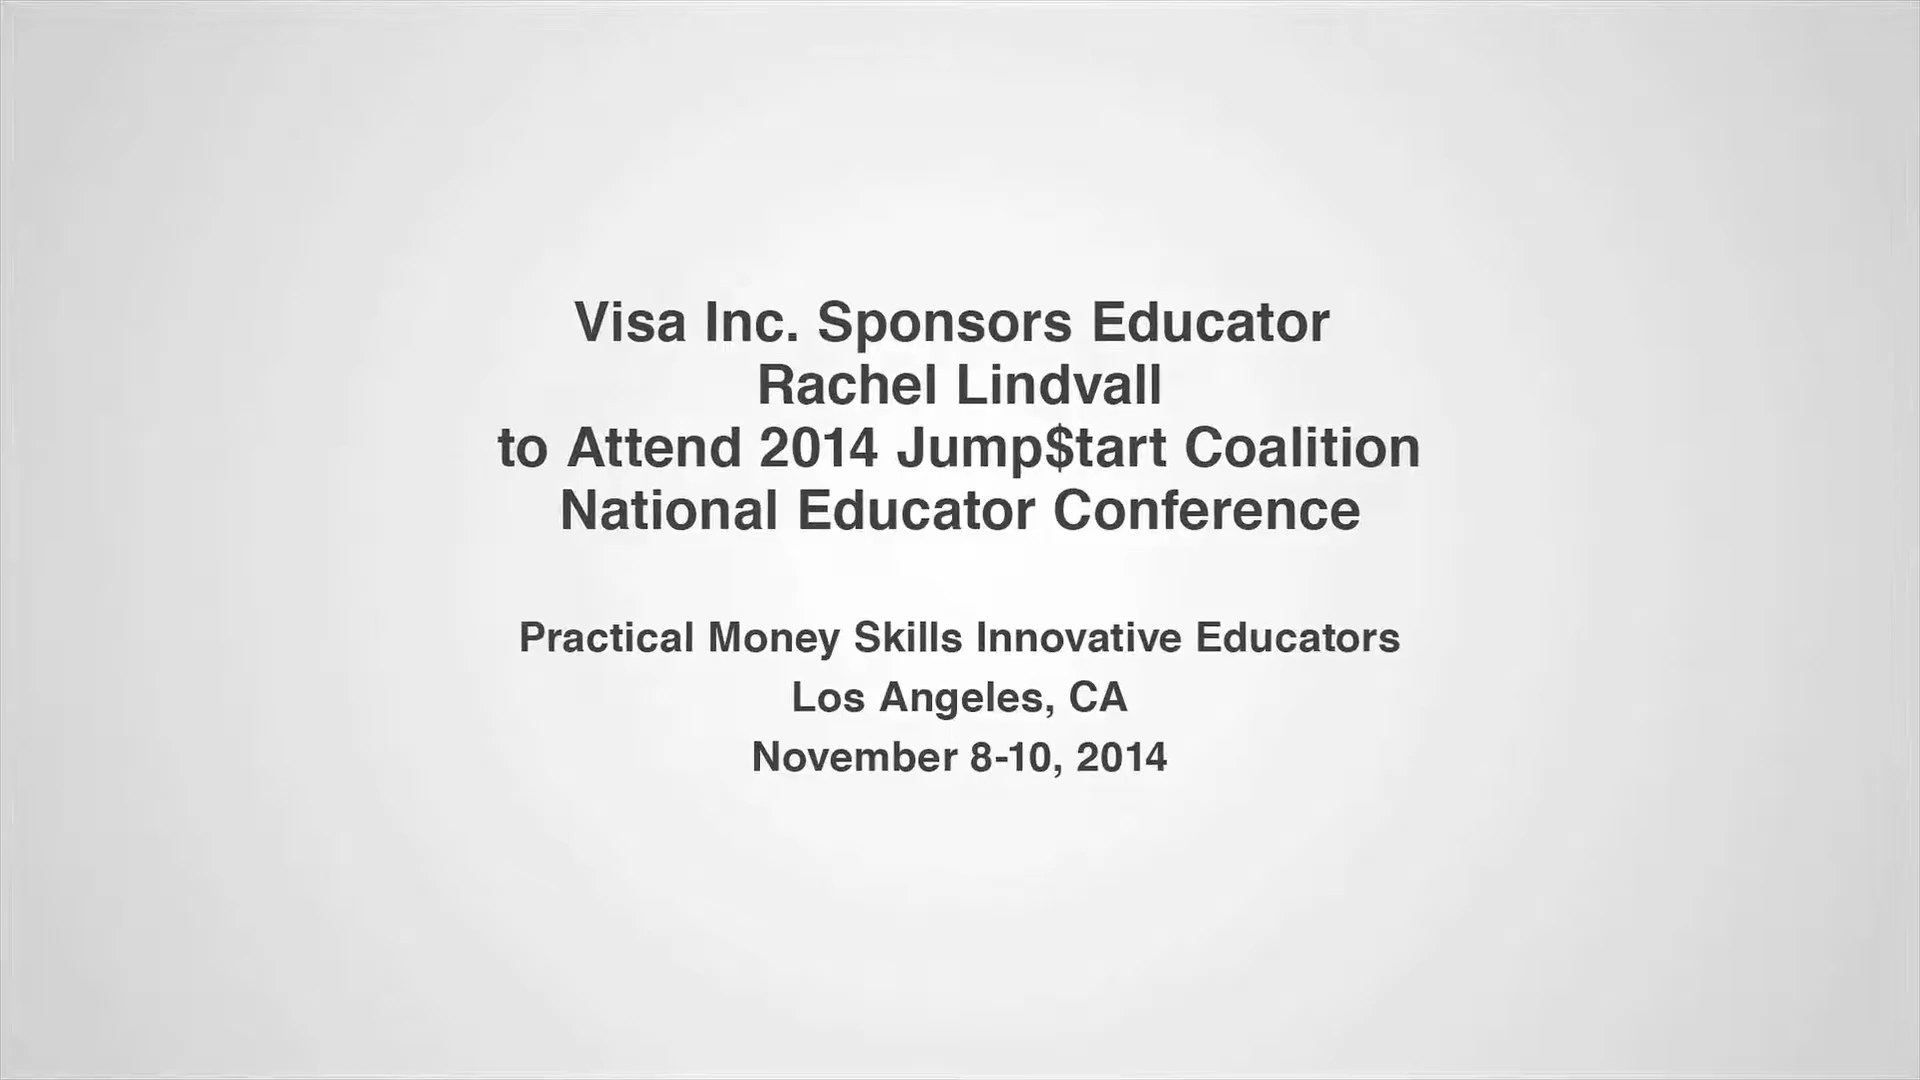 Visa Inc. Sponsors Educator
Rachel Lindvall
to Attend 2014 Jump$tart Coalition
National Educator Conference
Practical Money Skills Innovative Educators
Los Angeles, CA
November 8-10, 2014